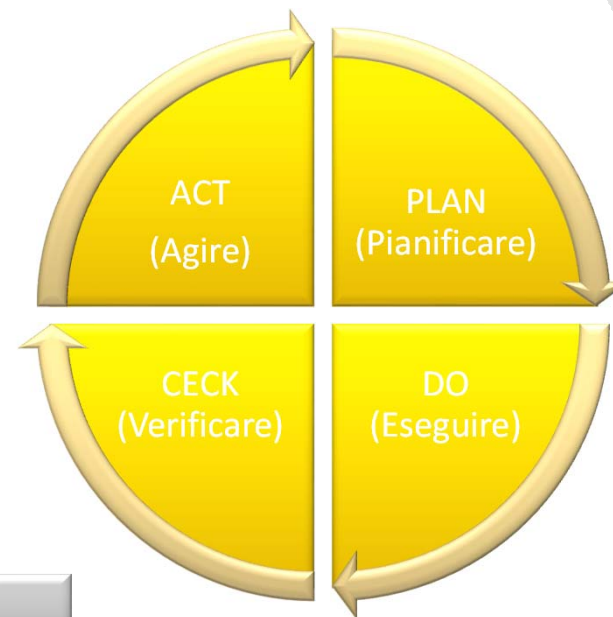 ACT
(Agire)
PLAN
(Pianificare)
CECK
(Verificare)
DO
(Eseguire)